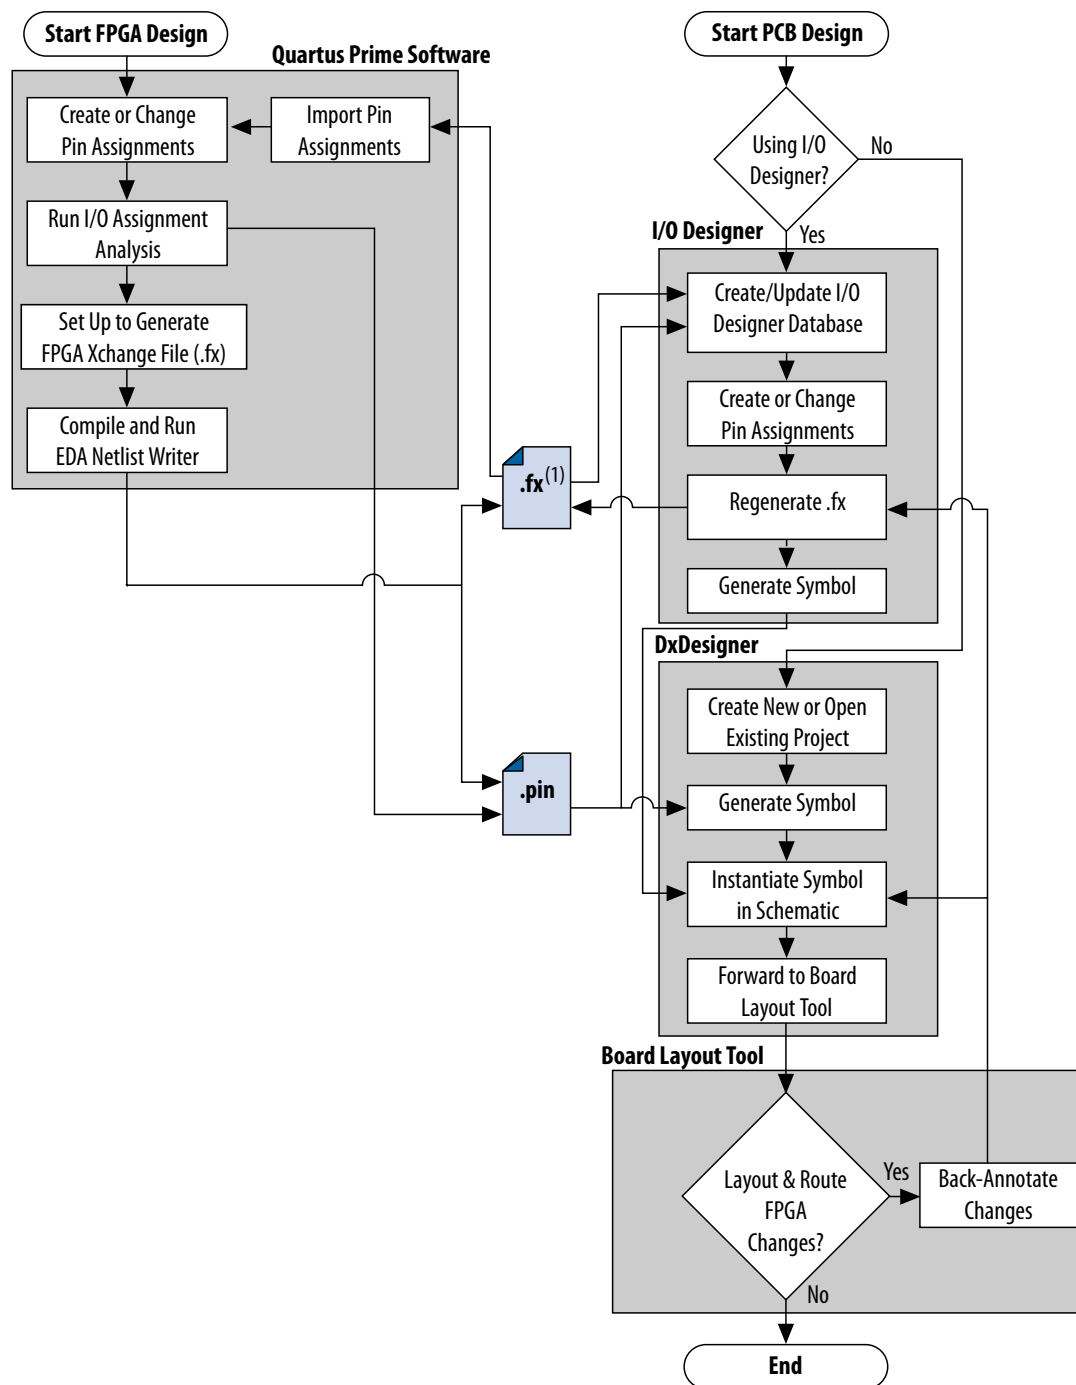 Start FPGA Design
Quartus Prime Software
Create or Change
Pin Assignments
Import Pin
Assignments
Run I/O Assignment
Analysis
Set Up to Generate
FPGA Xchange File (.fx)
Compile and Run
EDA Netlist Writer
.fx(1)
.pin
Start PCB Design
Using I/O
Designer?
No
Yes
I/O Designer
Create/Update I/O
Designer Database
Create or Change
Pin Assignments
Regenerate .fx
Generate Symbol
DxDesigner
Create New or Open
Existing Project
Generate Symbol
Instantiate Symbol
in Schematic
Forward to Board
Layout Tool
Board Layout Tool
Layout & Route
FPGA
Changes?
Yes
Back-Annotate
Changes
No
End